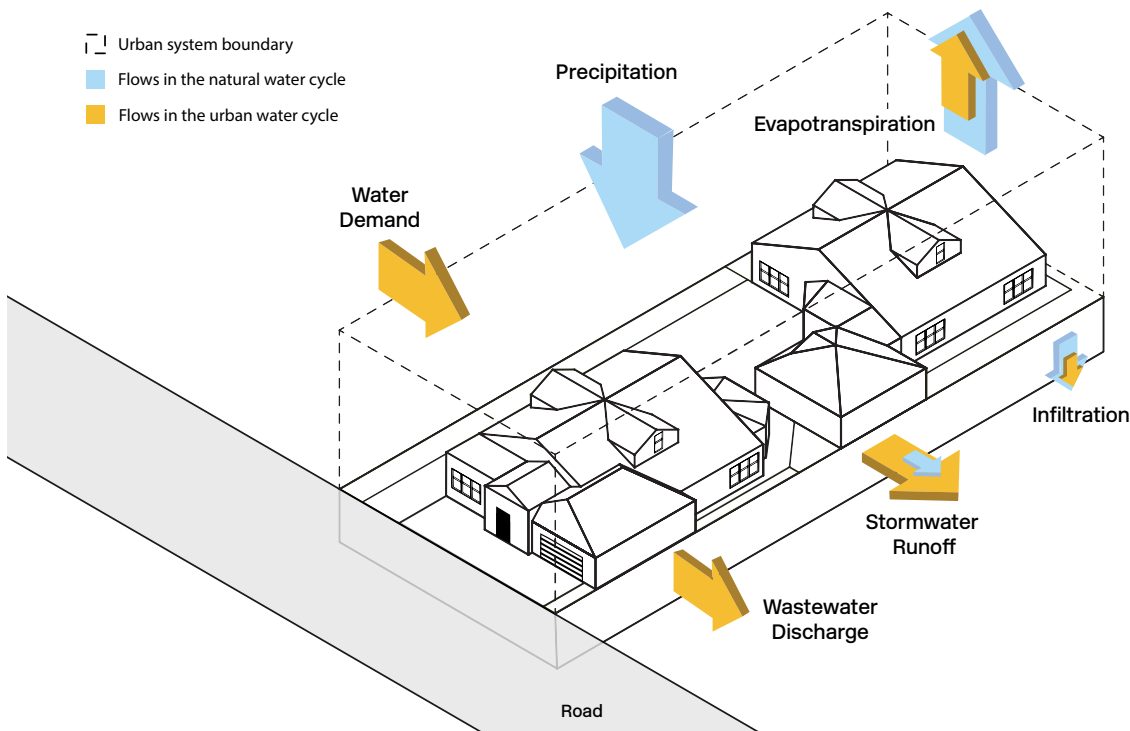 Urban system boundary
Flows in the natural water cycle
Flows in the urban water cycle
Precipitation
Evapotranspiration
Water
Demand
Infiltration
Stormwater
Runoff
Wastewater
Discharge
Road